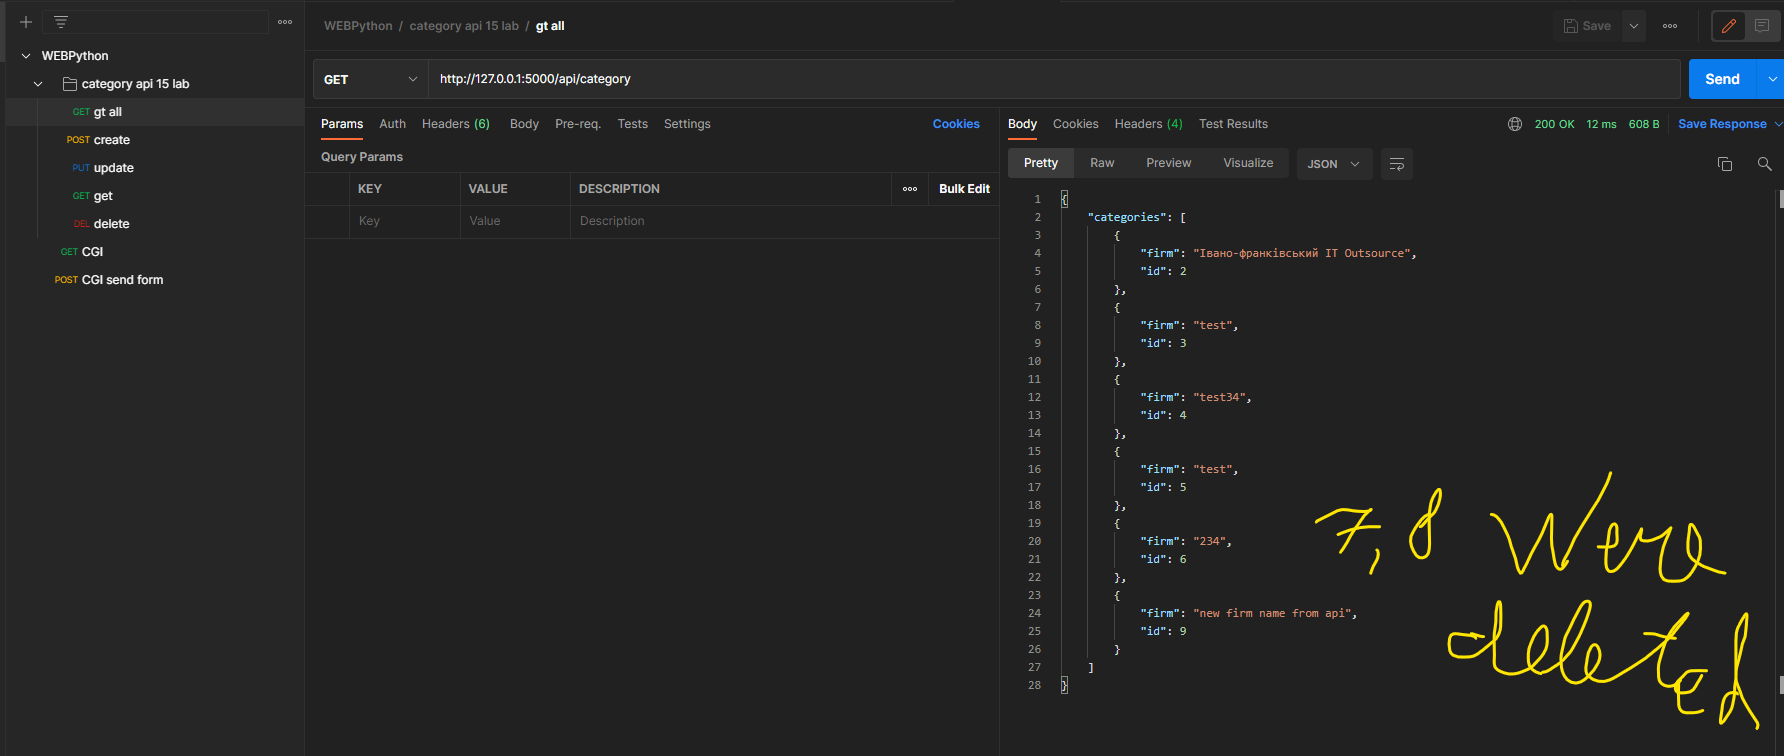 WEBPython
category api 15 lab
GET gt all
POST create
PUT update
GET get
DEL delete
GET CGI
POST CGI send form
WEBPython / category api 15 lab / gt all
Save
GET
http://127.0.0.1:5000/api/category
Send
Params Auth Headers (6) Body Pre-req. Tests Settings
Cookies
Query Params
KEY VALUE DESCRIPTION
Bulk Edit
Key Value Description
Body Cookies Headers (4) Test Results
200 OK 12 ms 608 B Save Response
Pretty Raw Preview Visualize JSON
1 {
2 "categories": [
3 {
4 "firm": "Івано-франківський IT Outsource",
5 "id": 2
6 },
7 {
8 "firm": "test",
9 "id": 3
10 },
11 {
12 "firm": "test34",
13 "id": 4
14 },
15 {
16 "firm": "test",
17 "id": 5
18 },
19 {
20 "firm": "234",
21 "id": 6
22 },
23 {
24 "firm": "new firm name from api",
25 "id": 9
26 }
27 ]
28 }
7,8 Were
deleted